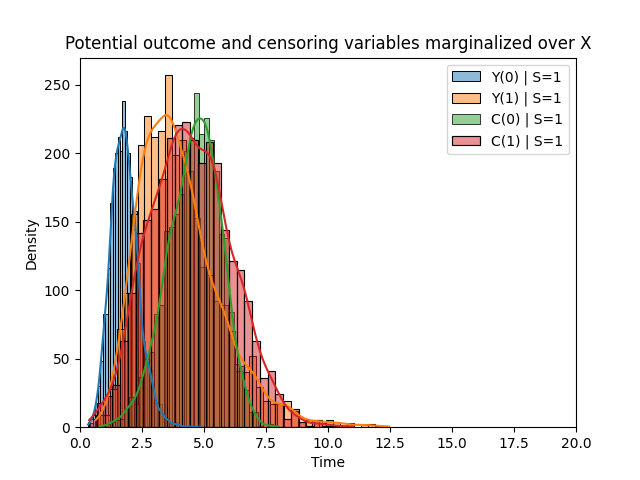 Potential outcome and censoring variables marginalized over X
Y(0) | S=1
Y(1) | S=1
C(0) | S=1
C(1) | S=1
Density
250
200
150
100
50
0
0.0 2.5 5.0 7.5 10.0 12.5 15.0 17.5 20.0
Time